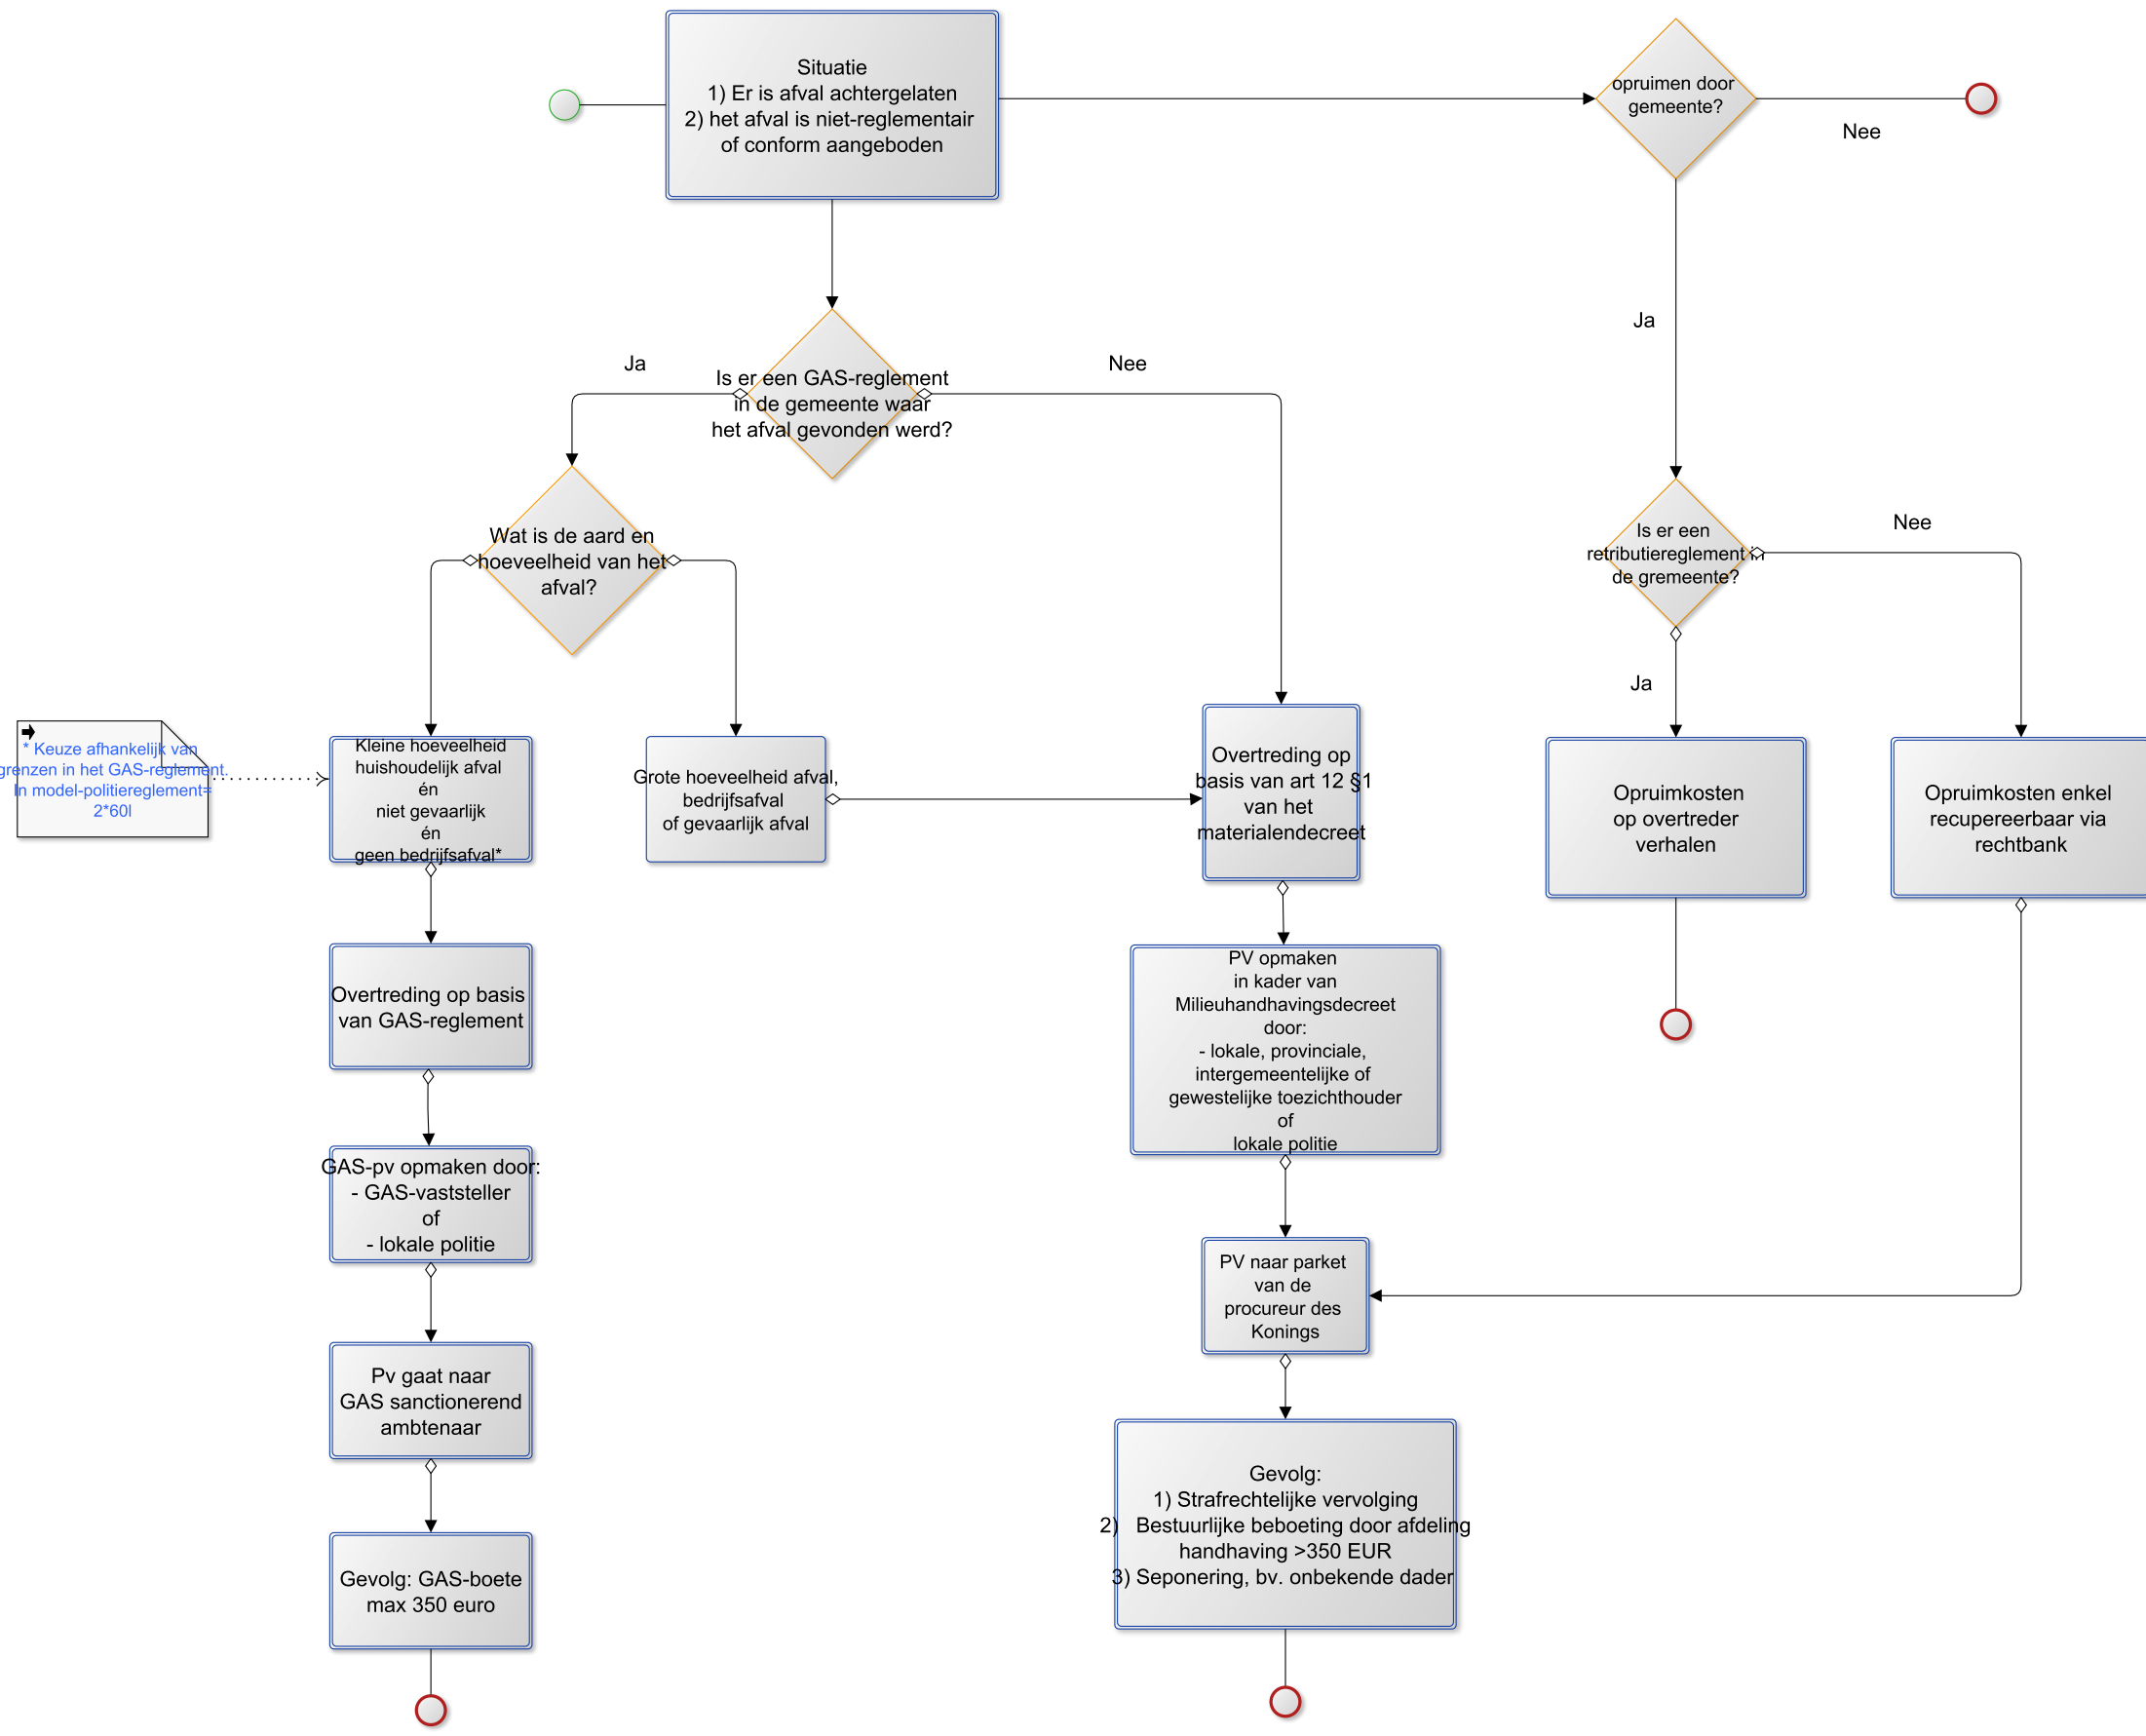 Situatie
1) Er is afval achtergelaten
2) het afval is niet-reglementair
of conform aangeboden
opruimen door
gemeente?
Nee
Ja
Ja
Nee
Is er een GAS-reglement
in de gemeente waar
het afval gevonden werd?
Wat is de aard en
hoeveelheid van het
afval?
Is er een
retributiereglement in
de gremeente?
Nee
Ja
* Keuze afhankelijk van
grenzen in het GAS-reglement.
In model-politiereglement=
2*60l
Kleine hoeveelheid
huishoudelijk afval
én
niet gevaarlijk
én
geen bedrijfsafval*
Grote hoeveelheid afval,
bedrijfsafval
of gevaarlijk afval
Overtreding op
basis van art 12 §1
van het
materialendecreet
Opruimkosten
op overtreder
verhalen
Opruimkosten enkel
recupereerbaar via
rechtbank
Overtreding op basis
van GAS-reglement
PV opmaken
in kader van
Milieuhandhavingsdecreet
door:
- lokale, provinciale,
intergemeentelijke of
gewestelijke toezichthouder
of
lokale politie
GAS-pv opmaken door:
- GAS-vaststeller
of
- lokale politie
PV naar parket
van de
procureur des
Konings
Pv gaat naar
GAS sanctionerend
ambtenaar
Gevolg:
1) Strafrechtelijke vervolging
2) Bestuurlijke beboeting door afdeling
handhaving >350 EUR
3) Seponering, bv. onbekende dader
Gevolg: GAS-boete
max 350 euro